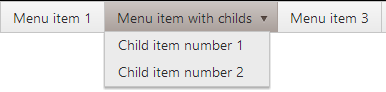 Menu item 1 Menu item with childs Menu item 3
Child item number 1
Child item number 2